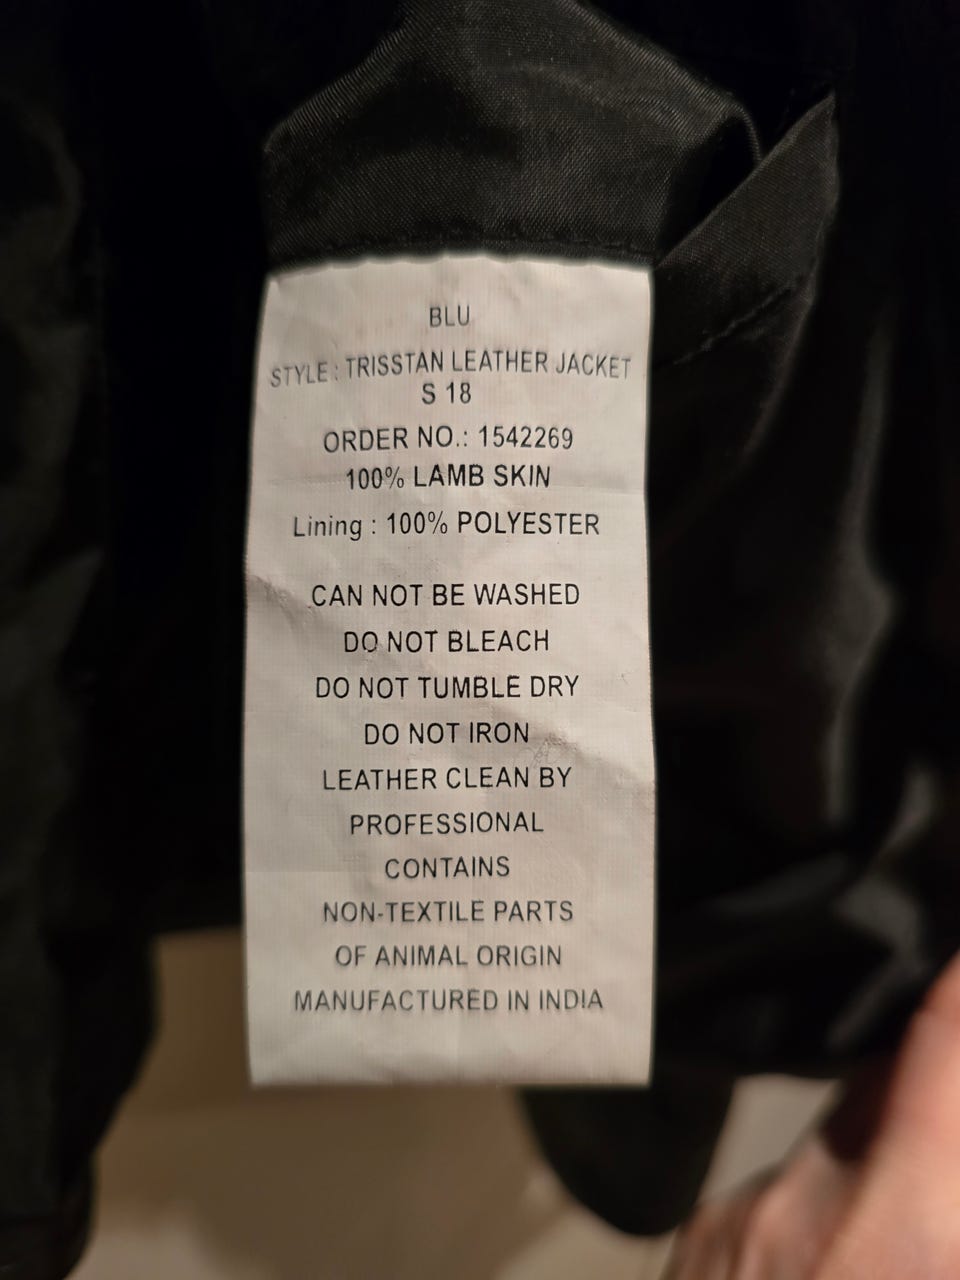 BLU
STYLE : TRISSTAN LEATHER JACKET
S 18
ORDER NO.: 1542269
100% LAMB SKIN
Lining : 100% POLYESTER
CAN NOT BE WASHED
DO NOT BLEACH
DO NOT TUMBLE DRY
DO NOT IRON
LEATHER CLEAN BY
PROFESSIONAL
CONTAINS
NON-TEXTILE PARTS
OF ANIMAL ORIGIN
MANUFACTURED IN INDIA